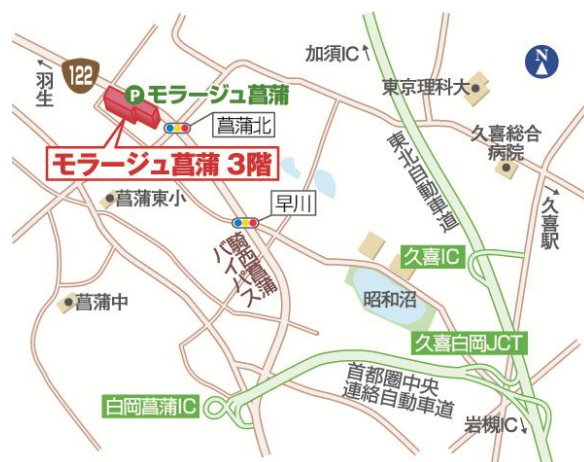 加須IC
N
122
羽生
P モラージュ菖蒲
東京理科大
菖蒲北
久喜総合
病院
モラージュ菖蒲 3階
東北自動車道
菖蒲東小
早川
久喜駅
騎西菖蒲
バイパス
久喜IC
昭和沼
菖蒲中
久喜白岡JCT
首都圏中央
連絡自動車道
白岡菖蒲IC
岩槻IC